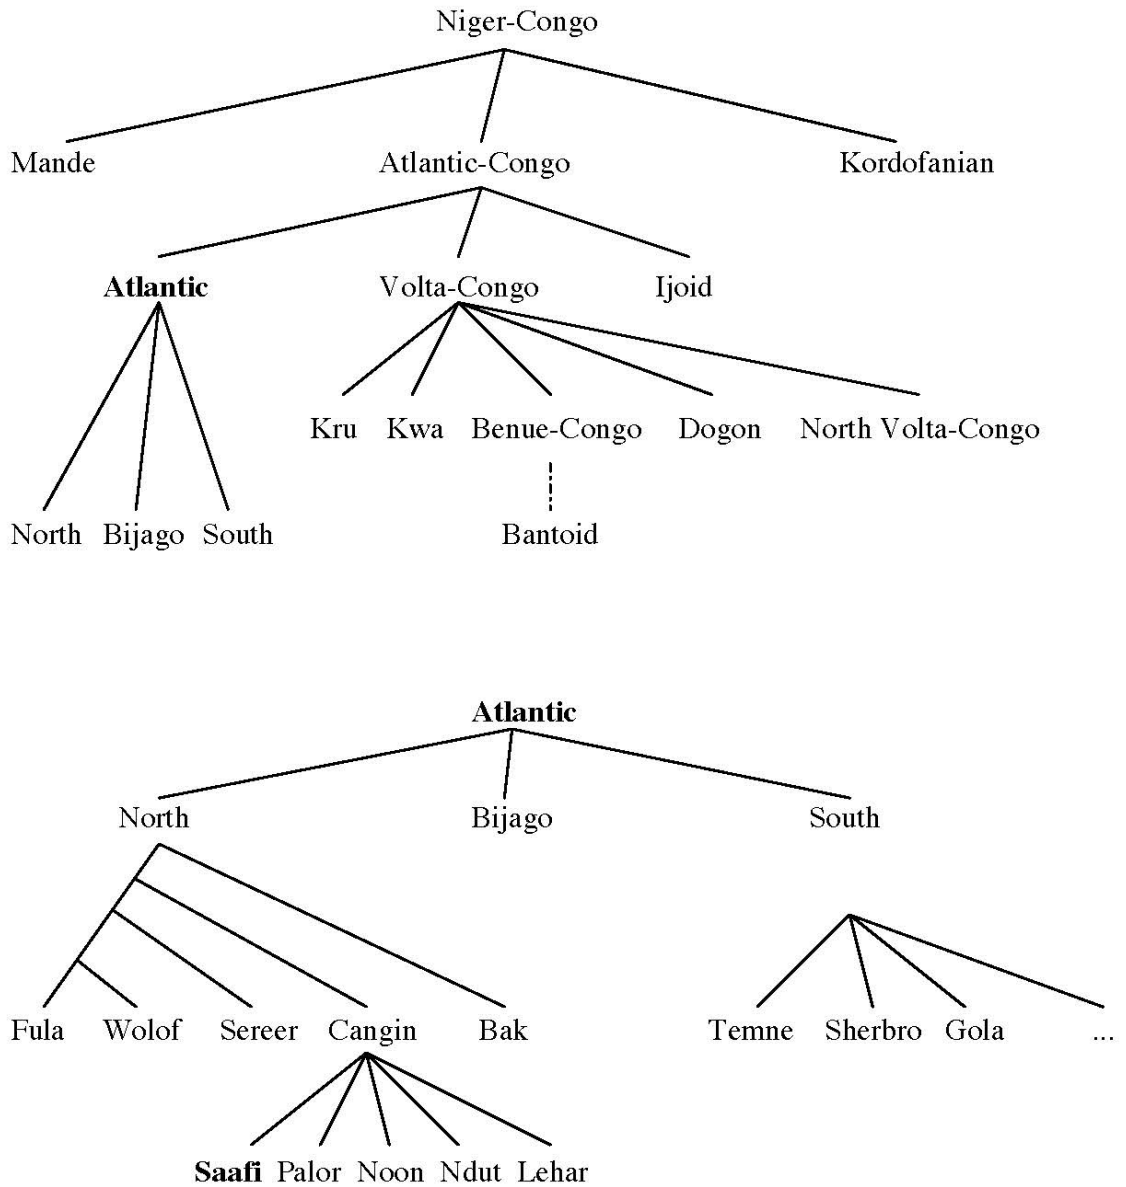 Niger-Congo
Mande Atlantic-Congo Kordofanian
Atlantic Volta-Congo Ijoid
Kru Kwa Benue-Congo Dogon North Volta-Congo
North Bijago South Bantoid
Atlantic
North Bijago South
Fula Wolof Sereer Cangin Bak Temne Sherbro Gola ...
Saafi Palor Noon Ndut Lehar